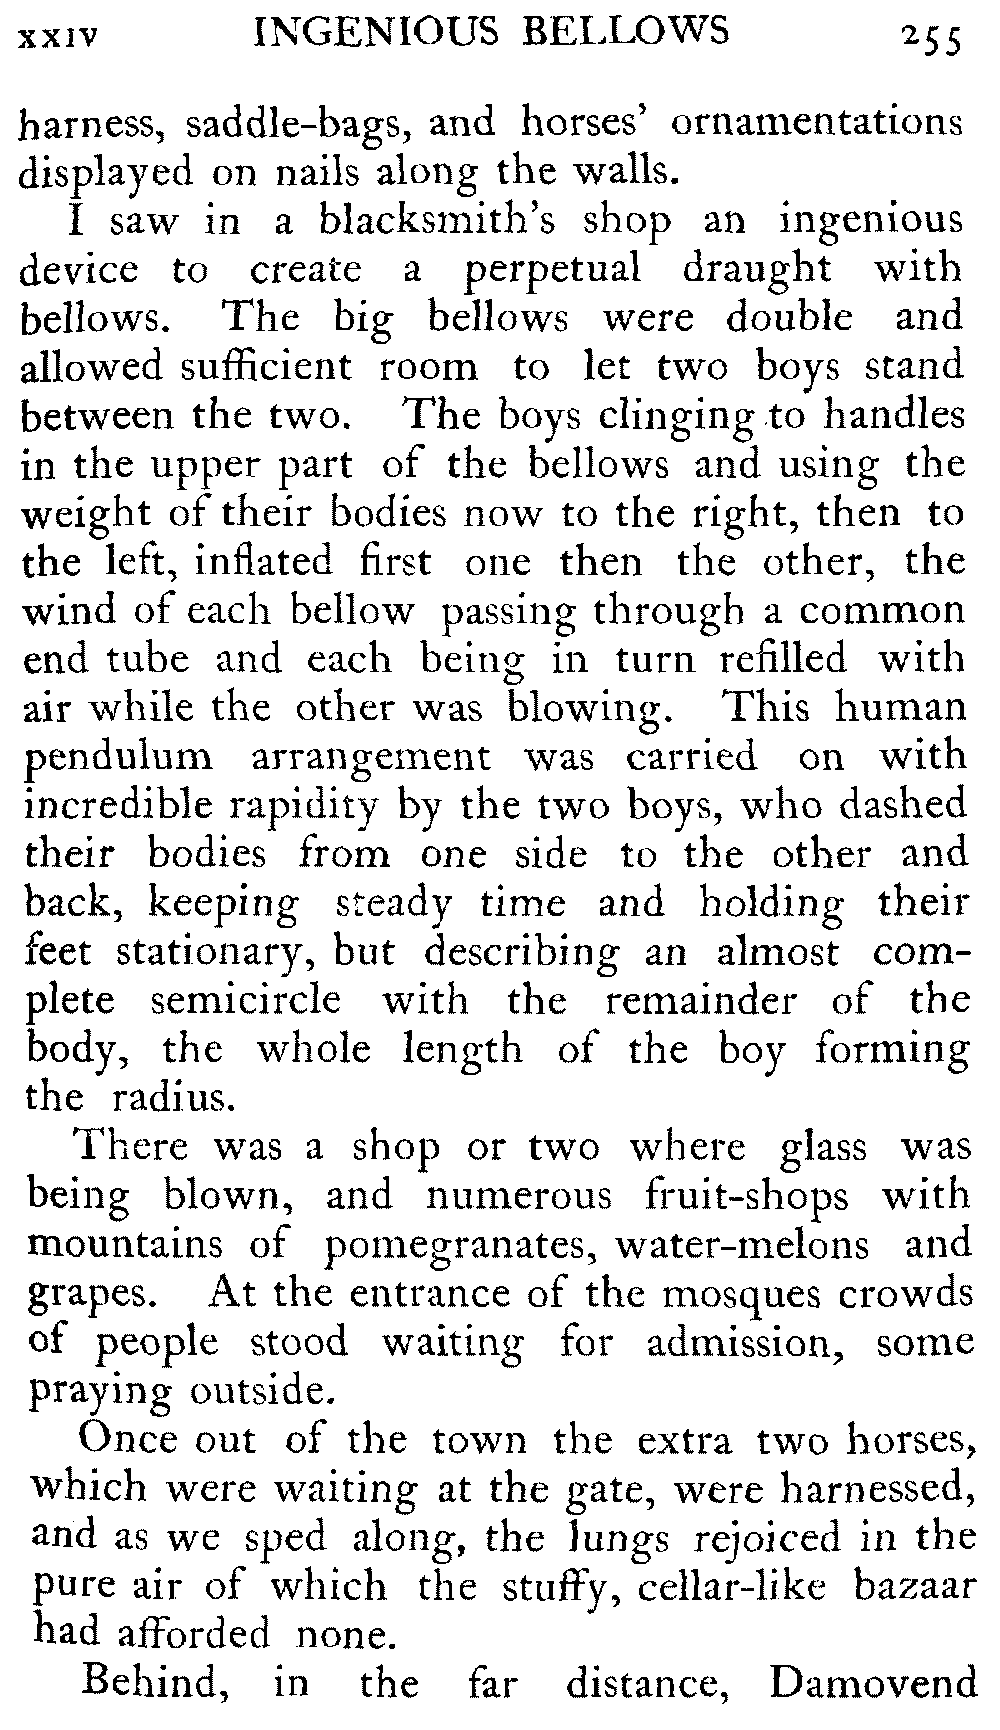 xxiv INGENIOUS BELLOWS 255
harness, saddle-bags, and horses' ornamentations
displayed on nails along the walls.
I saw in a blacksmith's shop an ingenious
device to create a perpetual draught with
bellows. The big bellows were double and
allowed sufficient room to let two boys stand
between the two. The boys clinging to handles
in the upper part of the bellows and using the
weight of their bodies now to the right, then to
the left, inflated first one then the other, the
wind of each bellow passing through a common
end tube and each being in turn refilled with
air while the other was blowing. This human
pendulum arrangement was carried on with
incredible rapidity by the two boys, who dashed
their bodies from one side to the other and
back, keeping steady time and holding their
feet stationary, but describing an almost com-
plete semicircle with the remainder of the
body, the whole length of the boy forming
the radius.
There was a shop or two where glass was
being blown, and numerous fruit-shops with
mountains of pomegranates, water-melons and
grapes. At the entrance of the mosques crowds
of people stood waiting for admission, some
praying outside.
Once out of the town the extra two horses,
which were waiting at the gate, were harnessed,
and as we sped along, the lungs rejoiced in the
pure air of which the stuffy, cellar-like bazaar
had afforded none.
Behind, in the far distance, Damovend